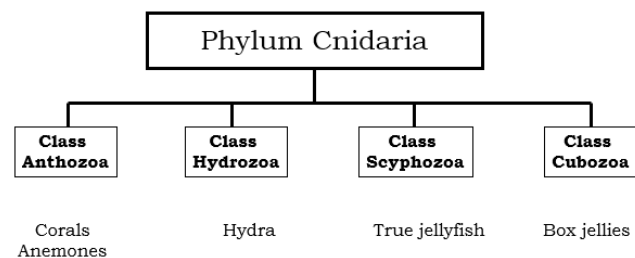 Phylum Cnidaria
Class
Anthozoa
Class
Hydrozoa
Class
Scyphozoa
Class
Cubozoa
Corals
Anemones
Hydra
True jellyfish
Box jellies